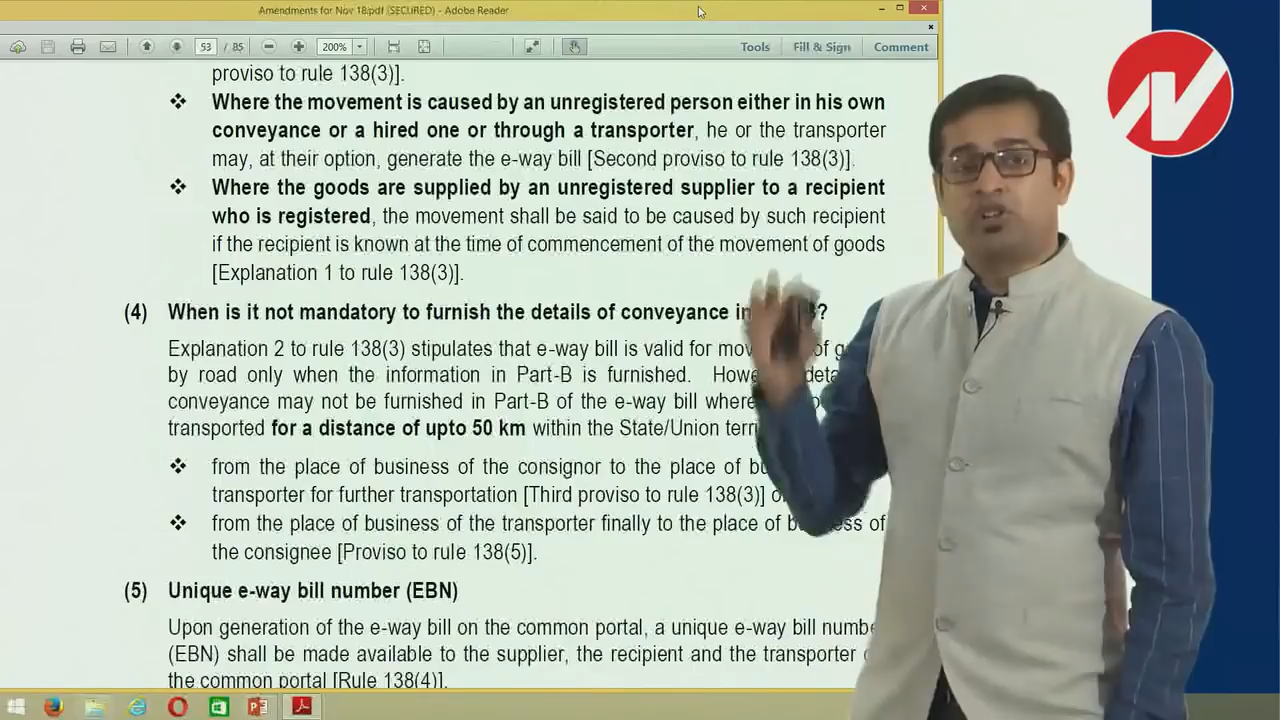 Amendments for Nov 18.pdf (SECURED) - Adobe Reader
53 / 85
200%
Tools Fill & Sign Comment
proviso to rule 138(3)].
❖ Where the movement is caused by an unregistered person either in his own
conveyance or a hired one or through a transporter, he or the transporter
may, at their option, generate the e-way bill [Second proviso to rule 138(3)].
❖ Where the goods are supplied by an unregistered supplier to a recipient
who is registered, the movement shall be said to be caused by such recipient
if the recipient is known at the time of commencement of the movement of goods
[Explanation 1 to rule 138(3)].
(4) When is it not mandatory to furnish the details of conveyance in ?
Explanation 2 to rule 138(3) stipulates that e-way bill is valid for of
by road only when the information in Part-B is furnished.
conveyance may not be furnished in Part-B of the e-way bill where
transported for a distance of upto 50 km within the State/Union
❖ from the place of business of the consignor to the place of
transporter for further transportation [Third proviso to rule 138(3)]
❖ from the place of business of the transporter finally to the place of of
the consignee [Proviso to rule 138(5)].
(5) Unique e-way bill number (EBN)
Upon generation of the e-way bill on the common portal, a unique e-way bill
(EBN) shall be made available to the supplier, the recipient and the transporter
the common portal [Rule 138(4)].